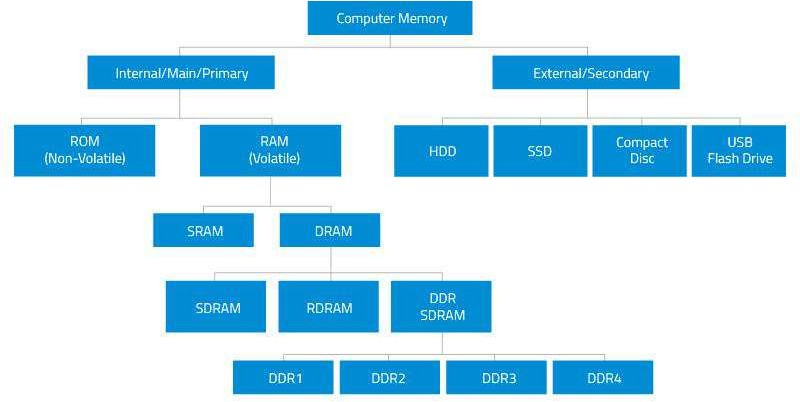 Computer Memory
Internal/Main/Primary
External/Secondary
ROM
(Non-Volatile)
RAM
(Volatile)
HDD
SSD
Compact
Disc
USB
Flash Drive
SRAM
DRAM
SDRAM
RDRAM
DDR
SDRAM
DDR1
DDR2
DDR3
DDR4